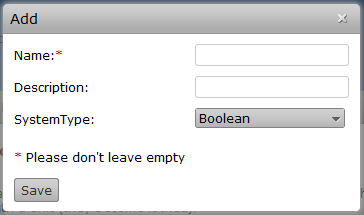 Add
Name:*
Description:
SystemType: Boolean
* Please don't leave empty
Save